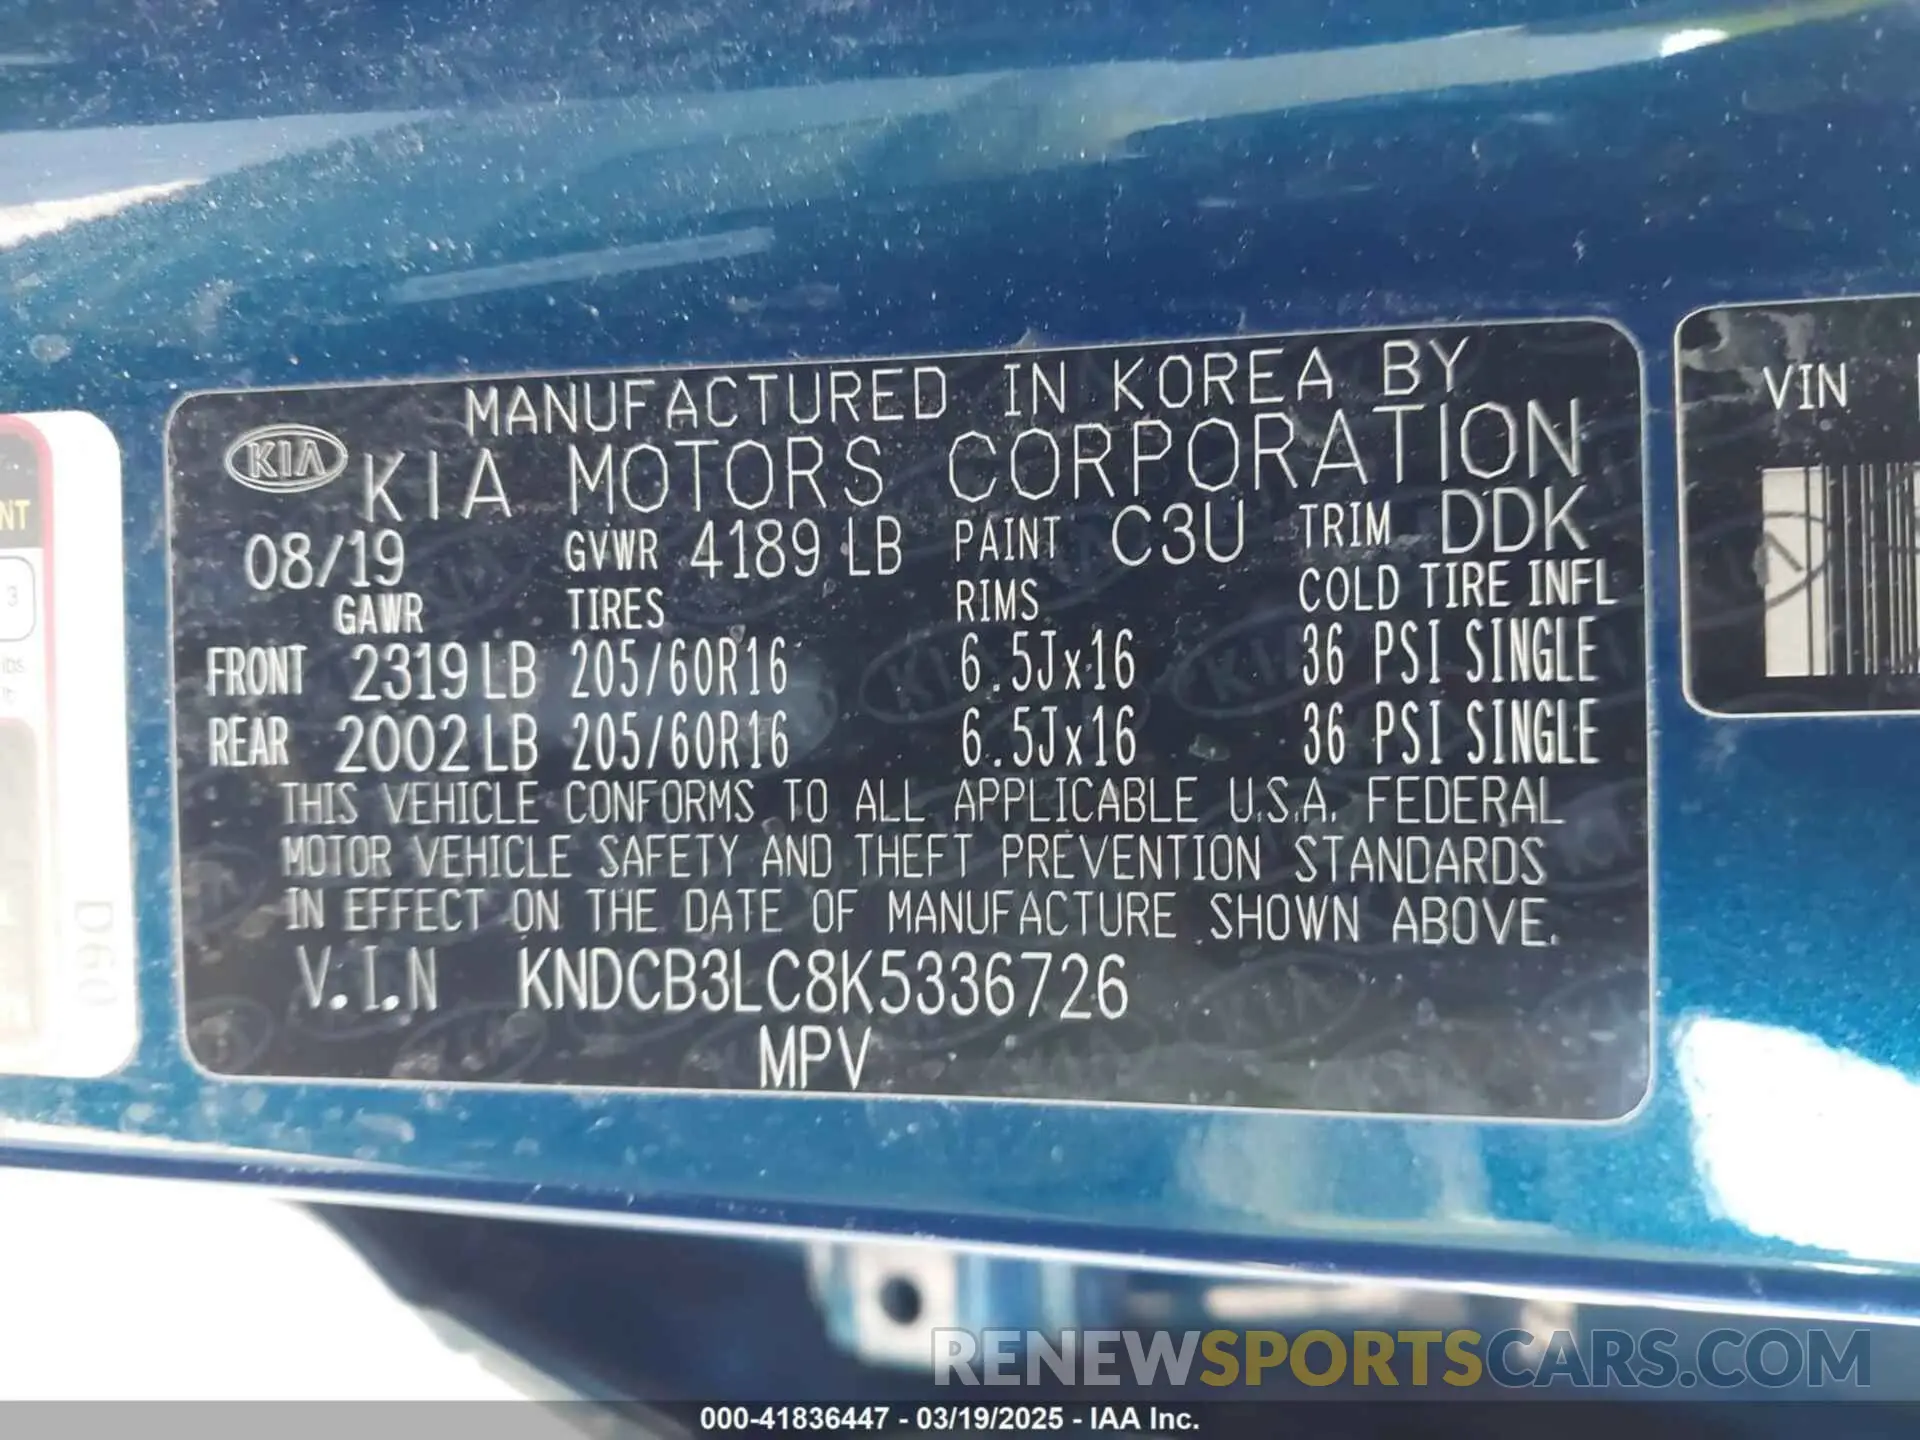 MANUFACTURED IN KOREA BY
KIA KIA MOTORS CORPORATION
08/19 GVWR 4189 LB PAINT C3U TRIM DDK
GAWR TIRES RIMS COLD TIRE INFL
FRONT 2319 LB 205/60R16 6.5Jx16 36 PSI SINGLE
REAR 2002 LB 205/60R16 6.5Jx16 36 PSI SINGLE
THIS VEHICLE CONFORMS TO ALL APPLICABLE U.S.A. FEDERAL
MOTOR VEHICLE SAFETY AND THEFT PREVENTION STANDARDS
IN EFFECT ON THE DATE OF MANUFACTURE SHOWN ABOVE.
V.I.N KNDCB3LC8K5336726
MPV
VIN
NT
3
lbs
D60
RENEWSPORTSCARS.COM
000-41836447 - 03/19/2025 - IAA Inc.